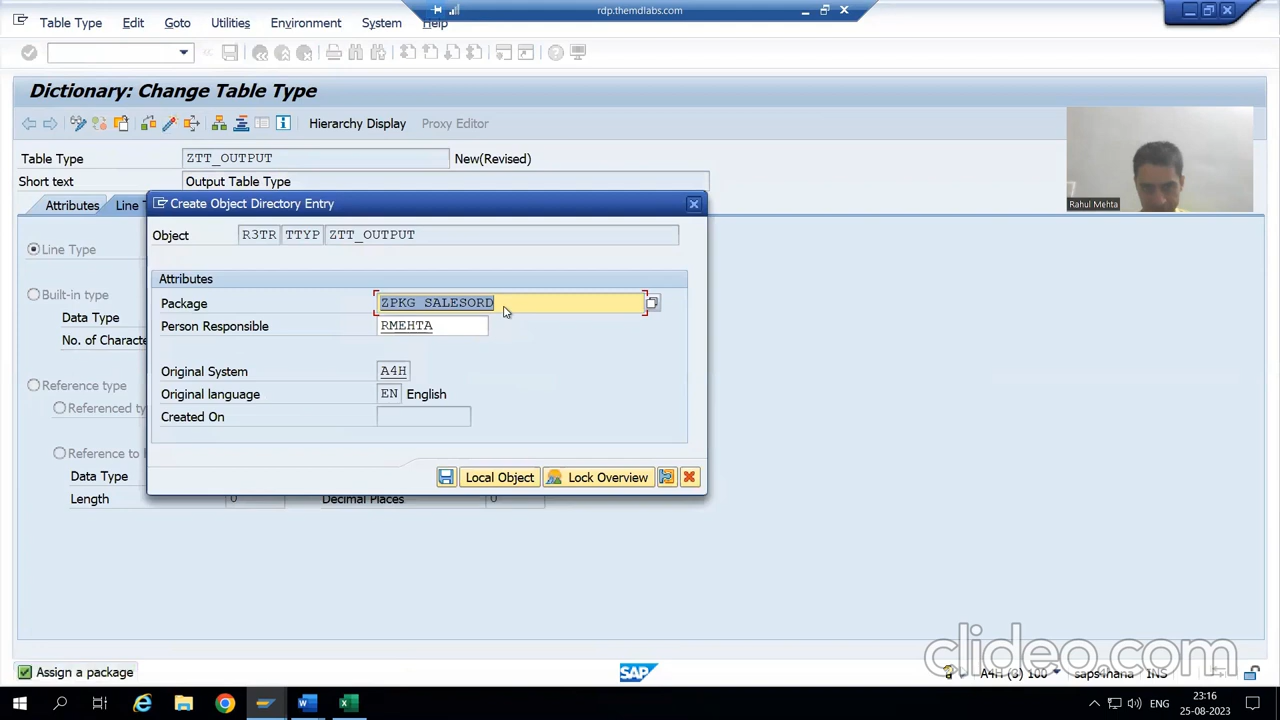 rdp.themdlabs.com
Table Type Edit Goto Utilities Environment System Help
Dictionary: Change Table Type
Hierarchy Display Proxy Editor
Table Type ZTT_OUTPUT New(Revised)
Short text Output Table Type
Attributes Line T
Create Object Directory Entry
Object R3TR TTYP ZTT_OUTPUT
Attributes
Package ZPKG_SALESORD
Person Responsible RMEHTA
Original System A4H
Original language EN English
Created On
Local Object Lock Overview
Line Type
Built-in type
Data Type
No. of Characte
Reference type
Referenced ty
Reference to
Data Type
Length 0 Decimal Places 0
Rahul Mehta
clideo.com
Assign a package
SAP
A4H 100 saps4hana INS
ENG
23:16
25-08-2023